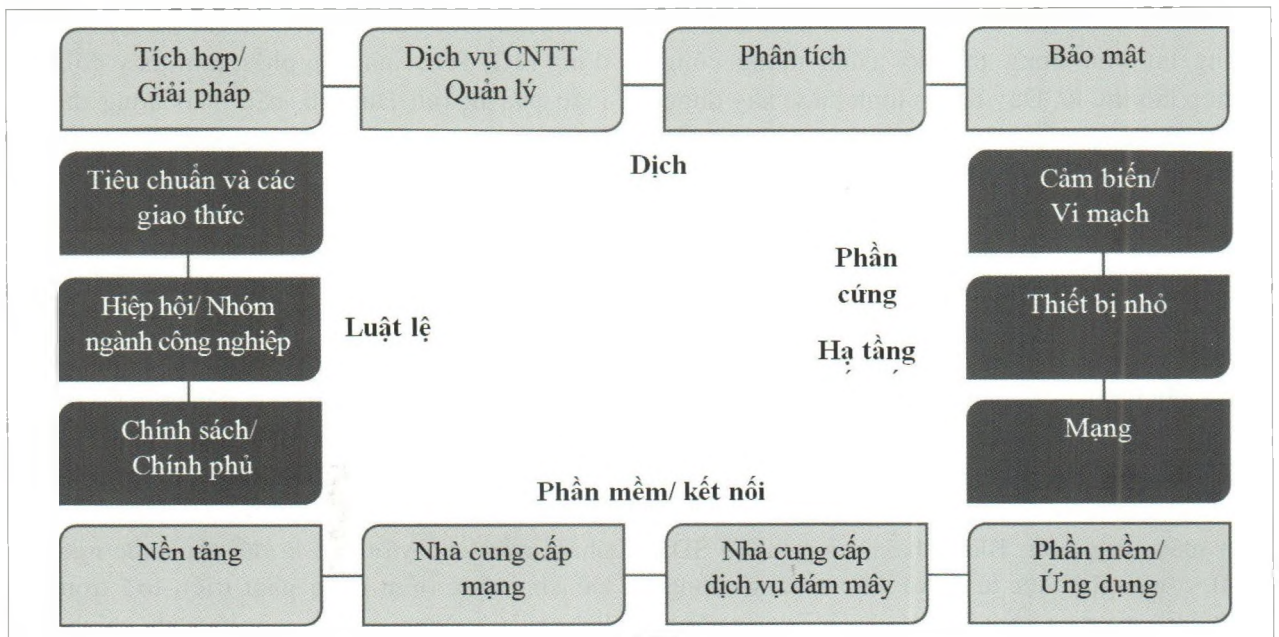 Tích hợp/
Giải pháp
Dịch vụ CNTT
Quản lý
Phân tích
Bảo mật
Dịch
Tiêu chuẩn và các
giao thức
Cảm biến/
Vi mạch
Phần
cứng
Hiệp hội/ Nhóm
ngành công nghiệp
Luật lệ
Thiết bị nhỏ
Hạ tầng
Chính sách/
Chính phủ
Mạng
Phần mềm/ kết nối
Nền tảng
Nhà cung cấp
mạng
Nhà cung cấp
dịch vụ đám mây
Phần mềm/
Ứng dụng